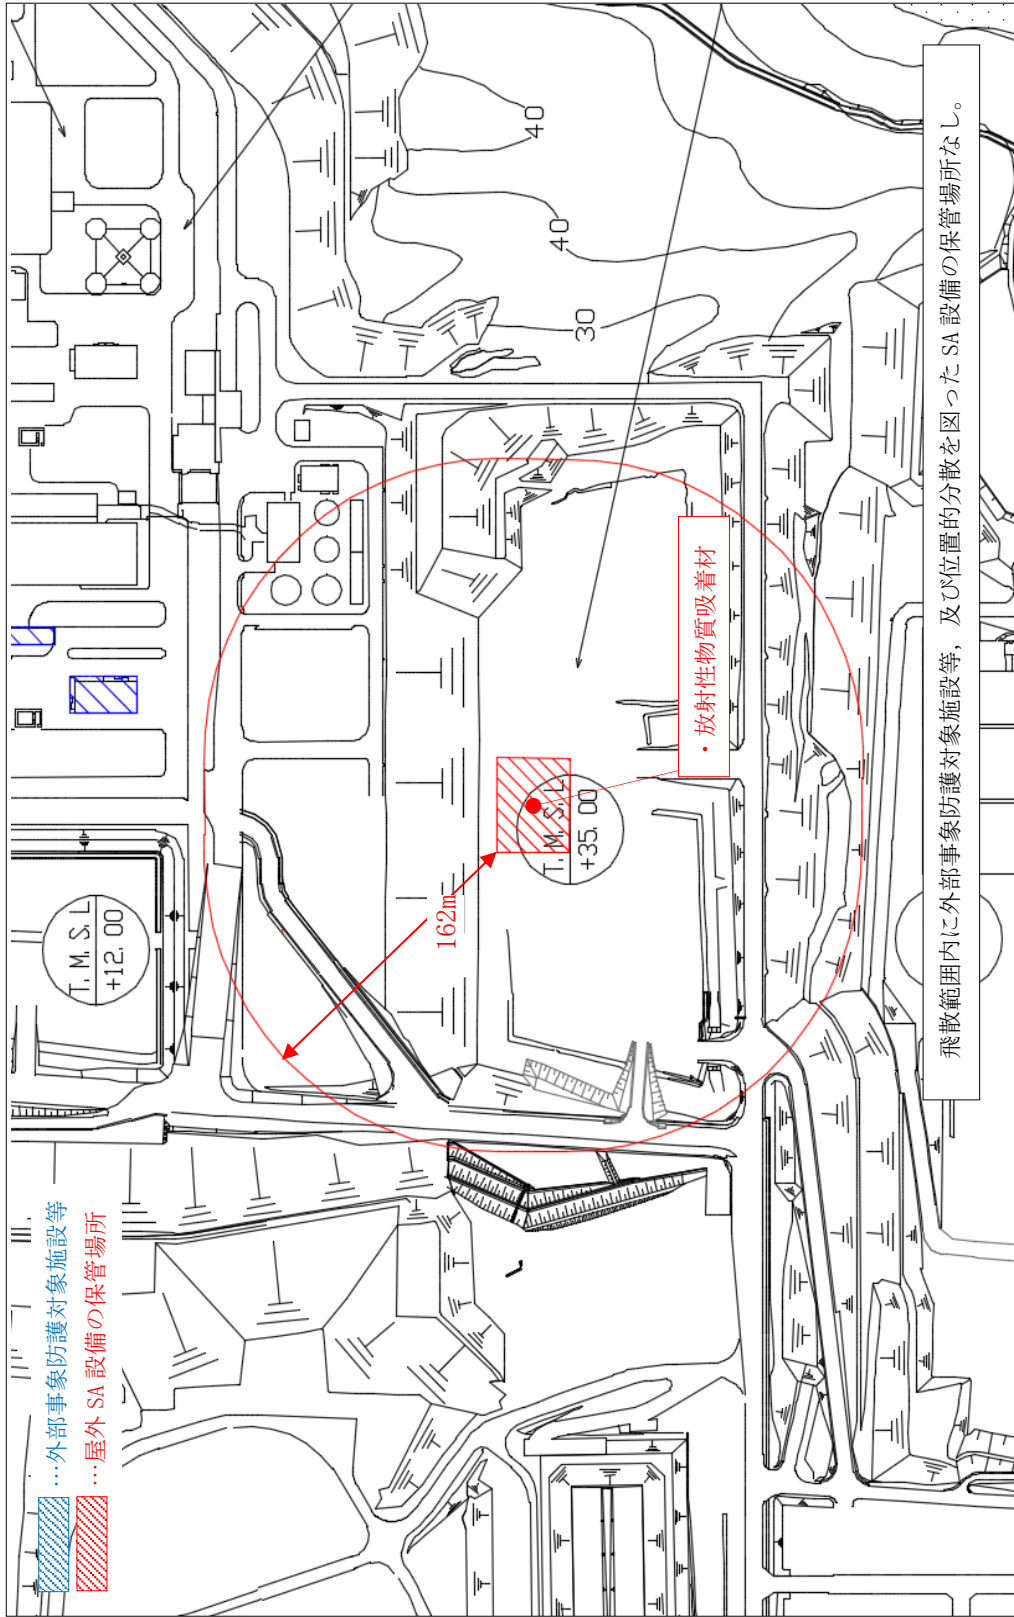 …外部事象防護対象施設等
…屋外 SA 設備の保管場所
T. M. S. L
+12. 00
162m
T. M. S. L
+35. 00
・放射性物質吸着材
30
40
40
飛散範囲内に外部事象防護対象施設等, 及び位置的分散を図った SA 設備の保管場所なし。